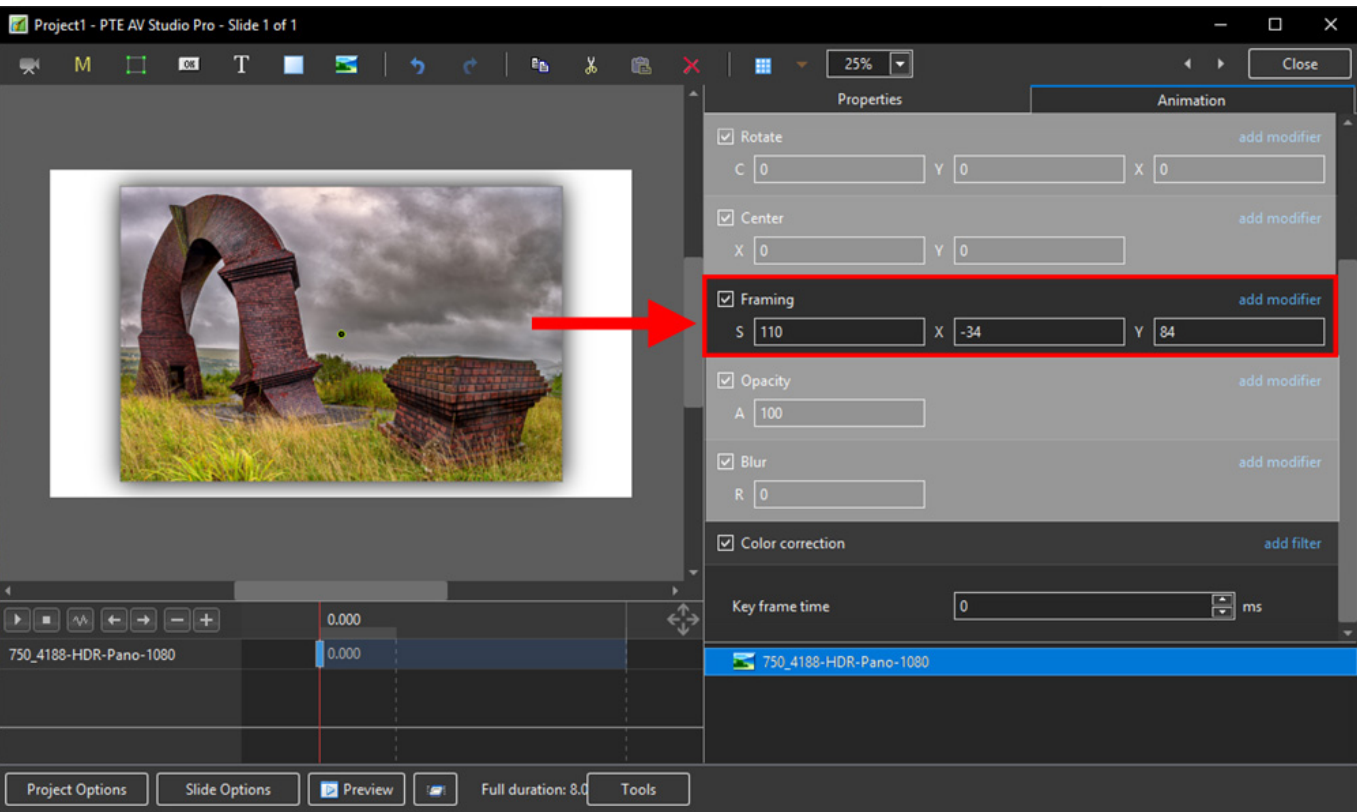 Project1 - PTE AV Studio Pro - Slide 1 of 1
M OK T 25% Close
Properties Animation
Rotate add modifier
C 0 Y 0 X 0
Center add modifier
X 0 Y 0
Framing add modifier
S 110 X -34 Y 84
Opacity add modifier
A 100
Blur add modifier
R 0
Color correction add filter
Key frame time 0 ms
0.000
750_4188-HDR-Pano-1080 0.000
750_4188-HDR-Pano-1080
Project Options Slide Options Preview Full duration: 8.0 Tools